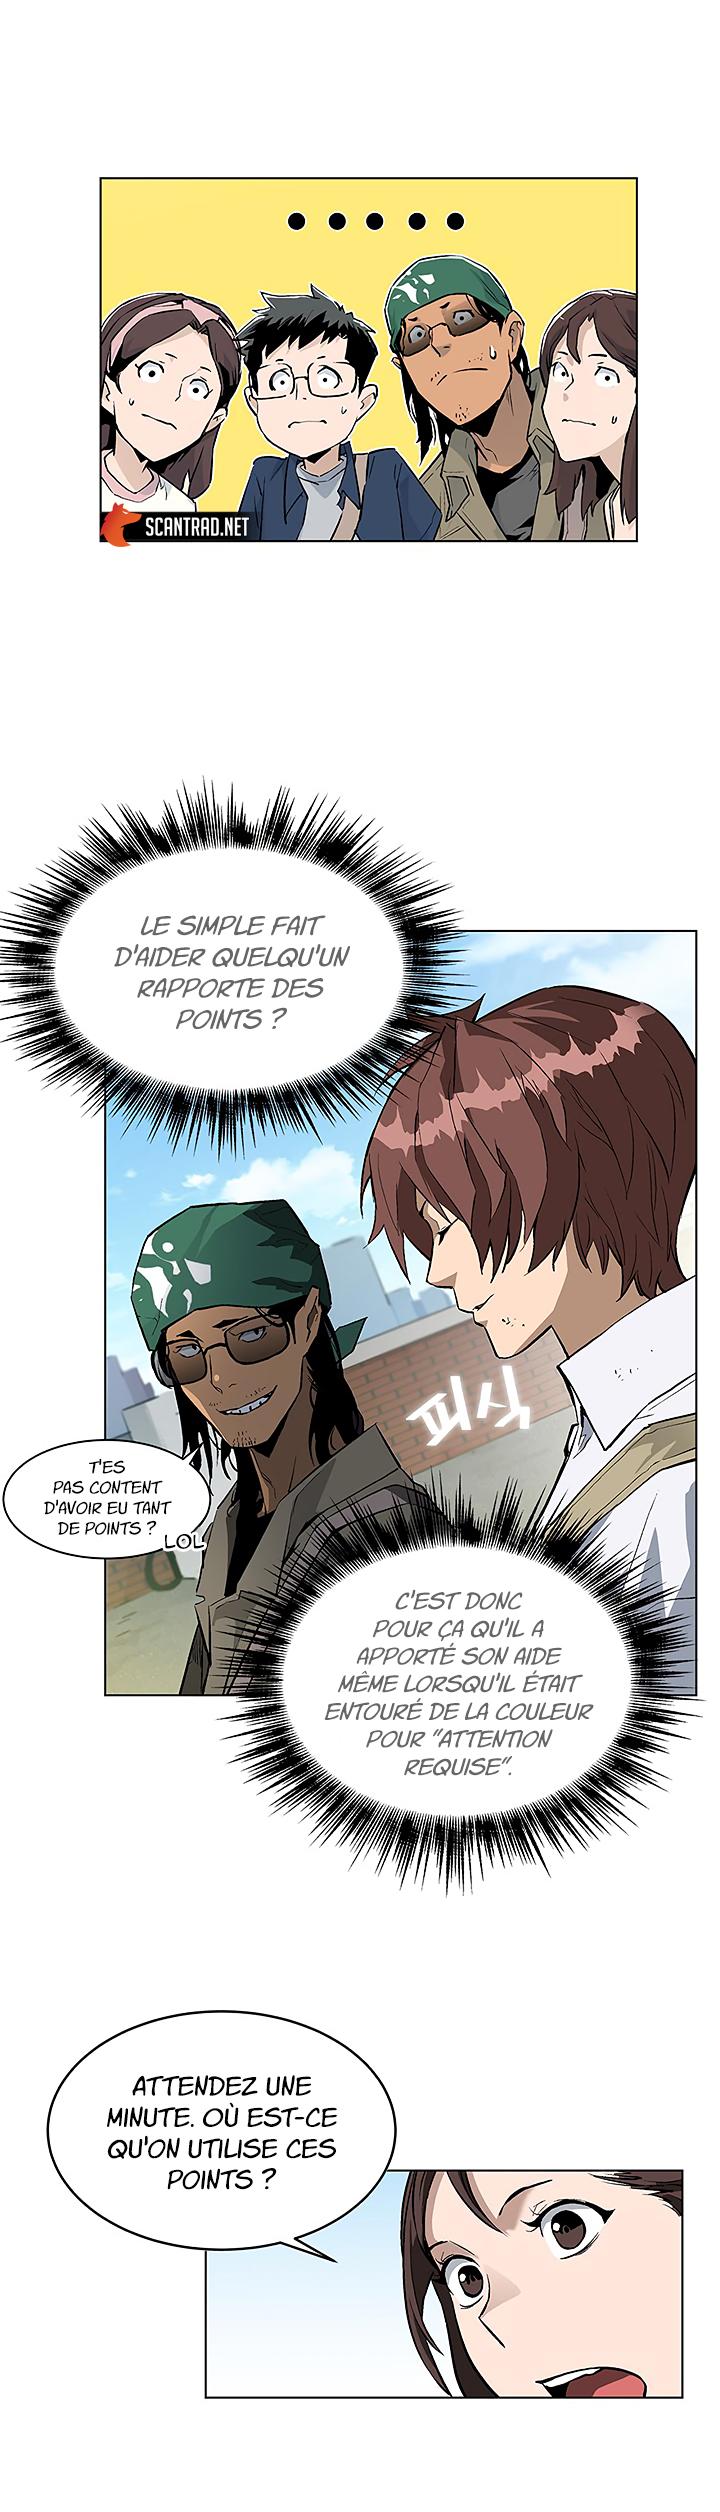 .....
SCANTRAD.NET
LE SIMPLE FAIT
D'AIDER QUELQU'UN
RAPPORTE DES
POINTS ?
피식
T'ES
PAS CONTENT
D'AVOIR EU TANT
DE POINTS ?
LOL
C'EST DONC
POUR ÇA QU'IL A
APPORTÉ SON AIDE
MÊME LORSQU'IL ÉTAIT
ENTOURÉ DE LA COULEUR
POUR "ATTENTION
REQUISE".
ATTENDEZ UNE
MINUTE. OÙ EST-CE
QU'ON UTILISE CES
POINTS ?